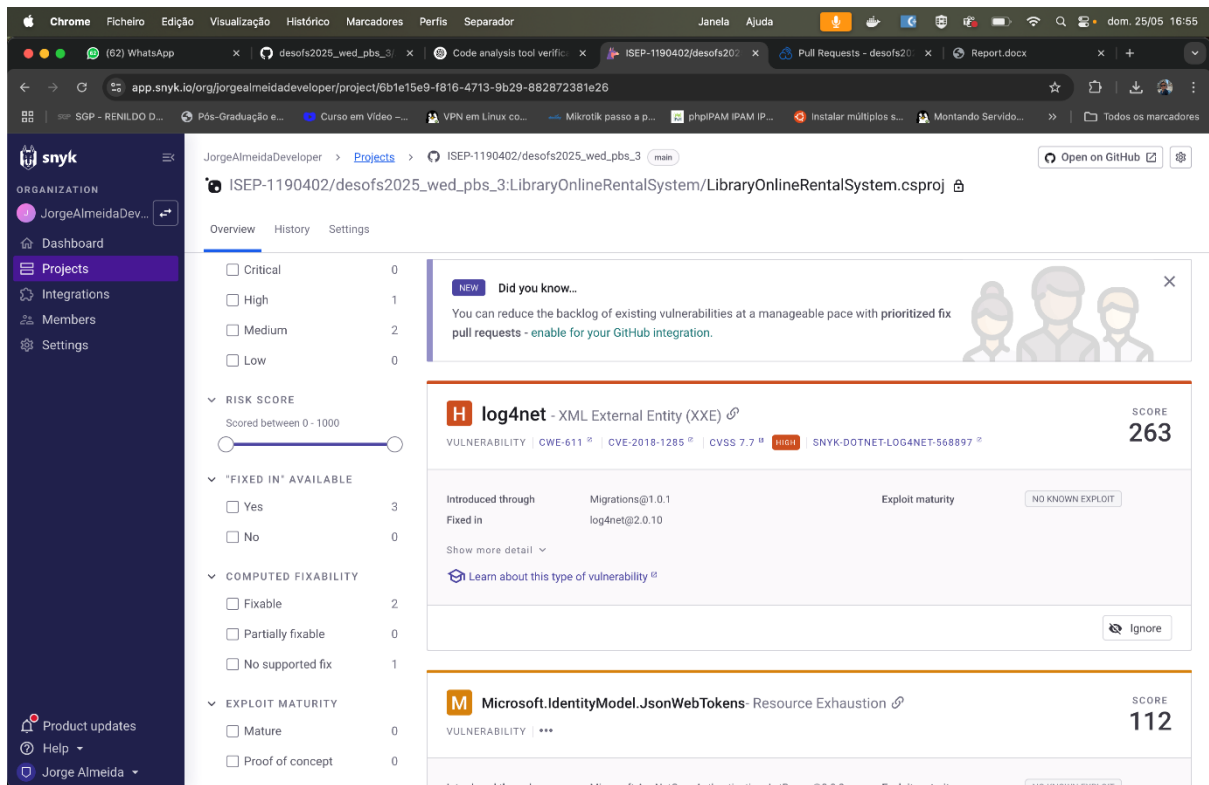 Chrome Ficheiro Edição Visualização Histórico Marcadores Perfis Separador Janela Ajuda dom. 25/05 16:55
(62) WhatsApp desofs2025_wed_pbs_3/ Code analysis tool verific ISEP-1190402/desofs202 Pull Requests - desofs20 Report.docx
app.snyk.io/org/jorgealmeidadeveloper/project/6b1e15e9-f816-4713-9b29-882872381e26
SGP - RENILDO D... Pós-Graduação e... Curso em Vídeo –... VPN em Linux co... Mikrotik passo a p... phpIPAM IPAM IP... Instalar múltiplos s... Montando Servido... Todos os marcadores
snyk
ORGANIZATION
JorgeAlmeidaDev...
Dashboard
Projects
Integrations
Members
Settings
Product updates
Help
Jorge Almeida
JorgeAlmeidaDeveloper > Projects > ISEP-1190402/desofs2025_wed_pbs_3 main
Open on GitHub
ISEP-1190402/desofs2025_wed_pbs_3:LibraryOnlineRentalSystem/LibraryOnlineRentalSystem.csproj
Overview History Settings
Critical 0
High 1
Medium 2
Low 0
RISK SCORE
Scored between 0 - 1000
"FIXED IN" AVAILABLE
Yes 3
No 0
COMPUTED FIXABILITY
Fixable 2
Partially fixable 0
No supported fix 1
EXPLOIT MATURITY
Mature 0
Proof of concept 0
NEW Did you know...
You can reduce the backlog of existing vulnerabilities at a manageable pace with prioritized fix
pull requests - enable for your GitHub integration.
H log4net - XML External Entity (XXE)
VULNERABILITY | CWE-611 | CVE-2018-1285 | CVSS 7.7 HIGH | SNYK-DOTNET-LOG4NET-568897
SCORE
263
Introduced through Migrations@1.0.1 Exploit maturity NO KNOWN EXPLOIT
Fixed in log4net@2.0.10
Show more detail
Learn about this type of vulnerability
Ignore
M Microsoft.IdentityModel.JsonWebTokens- Resource Exhaustion
VULNERABILITY | •••
SCORE
112